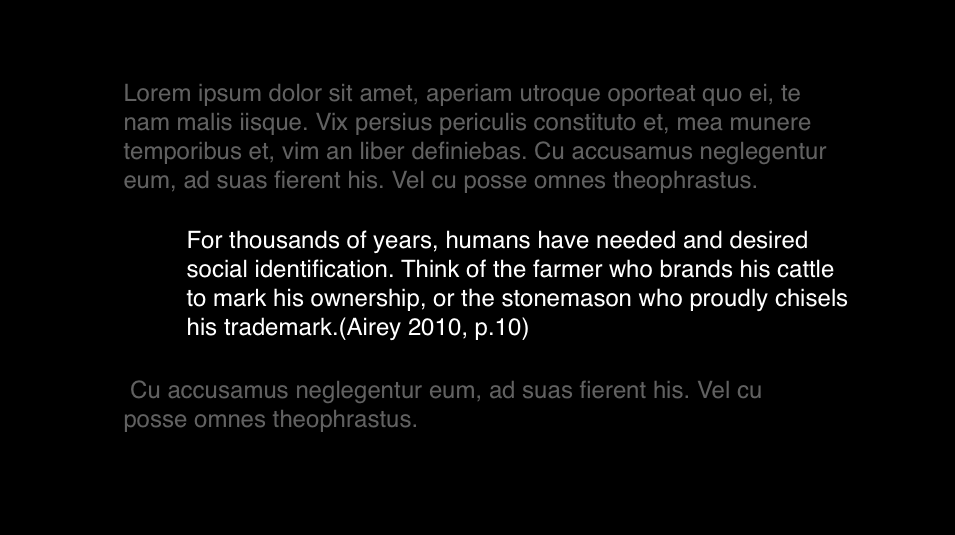 Lorem ipsum dolor sit amet, aperiam utroque oporteat quo ei, te
nam malis iisque. Vix persius periculis constituto et, mea munere
temporibus et, vim an liber definiebas. Cu accusamus neglegentur
eum, ad suas fierent his. Vel cu posse omnes theophrastus.
For thousands of years, humans have needed and desired
social identification. Think of the farmer who brands his cattle
to mark his ownership, or the stonemason who proudly chisels
his trademark.(Airey 2010, p.10)
Cu accusamus neglegentur eum, ad suas fierent his. Vel cu
posse omnes theophrastus.